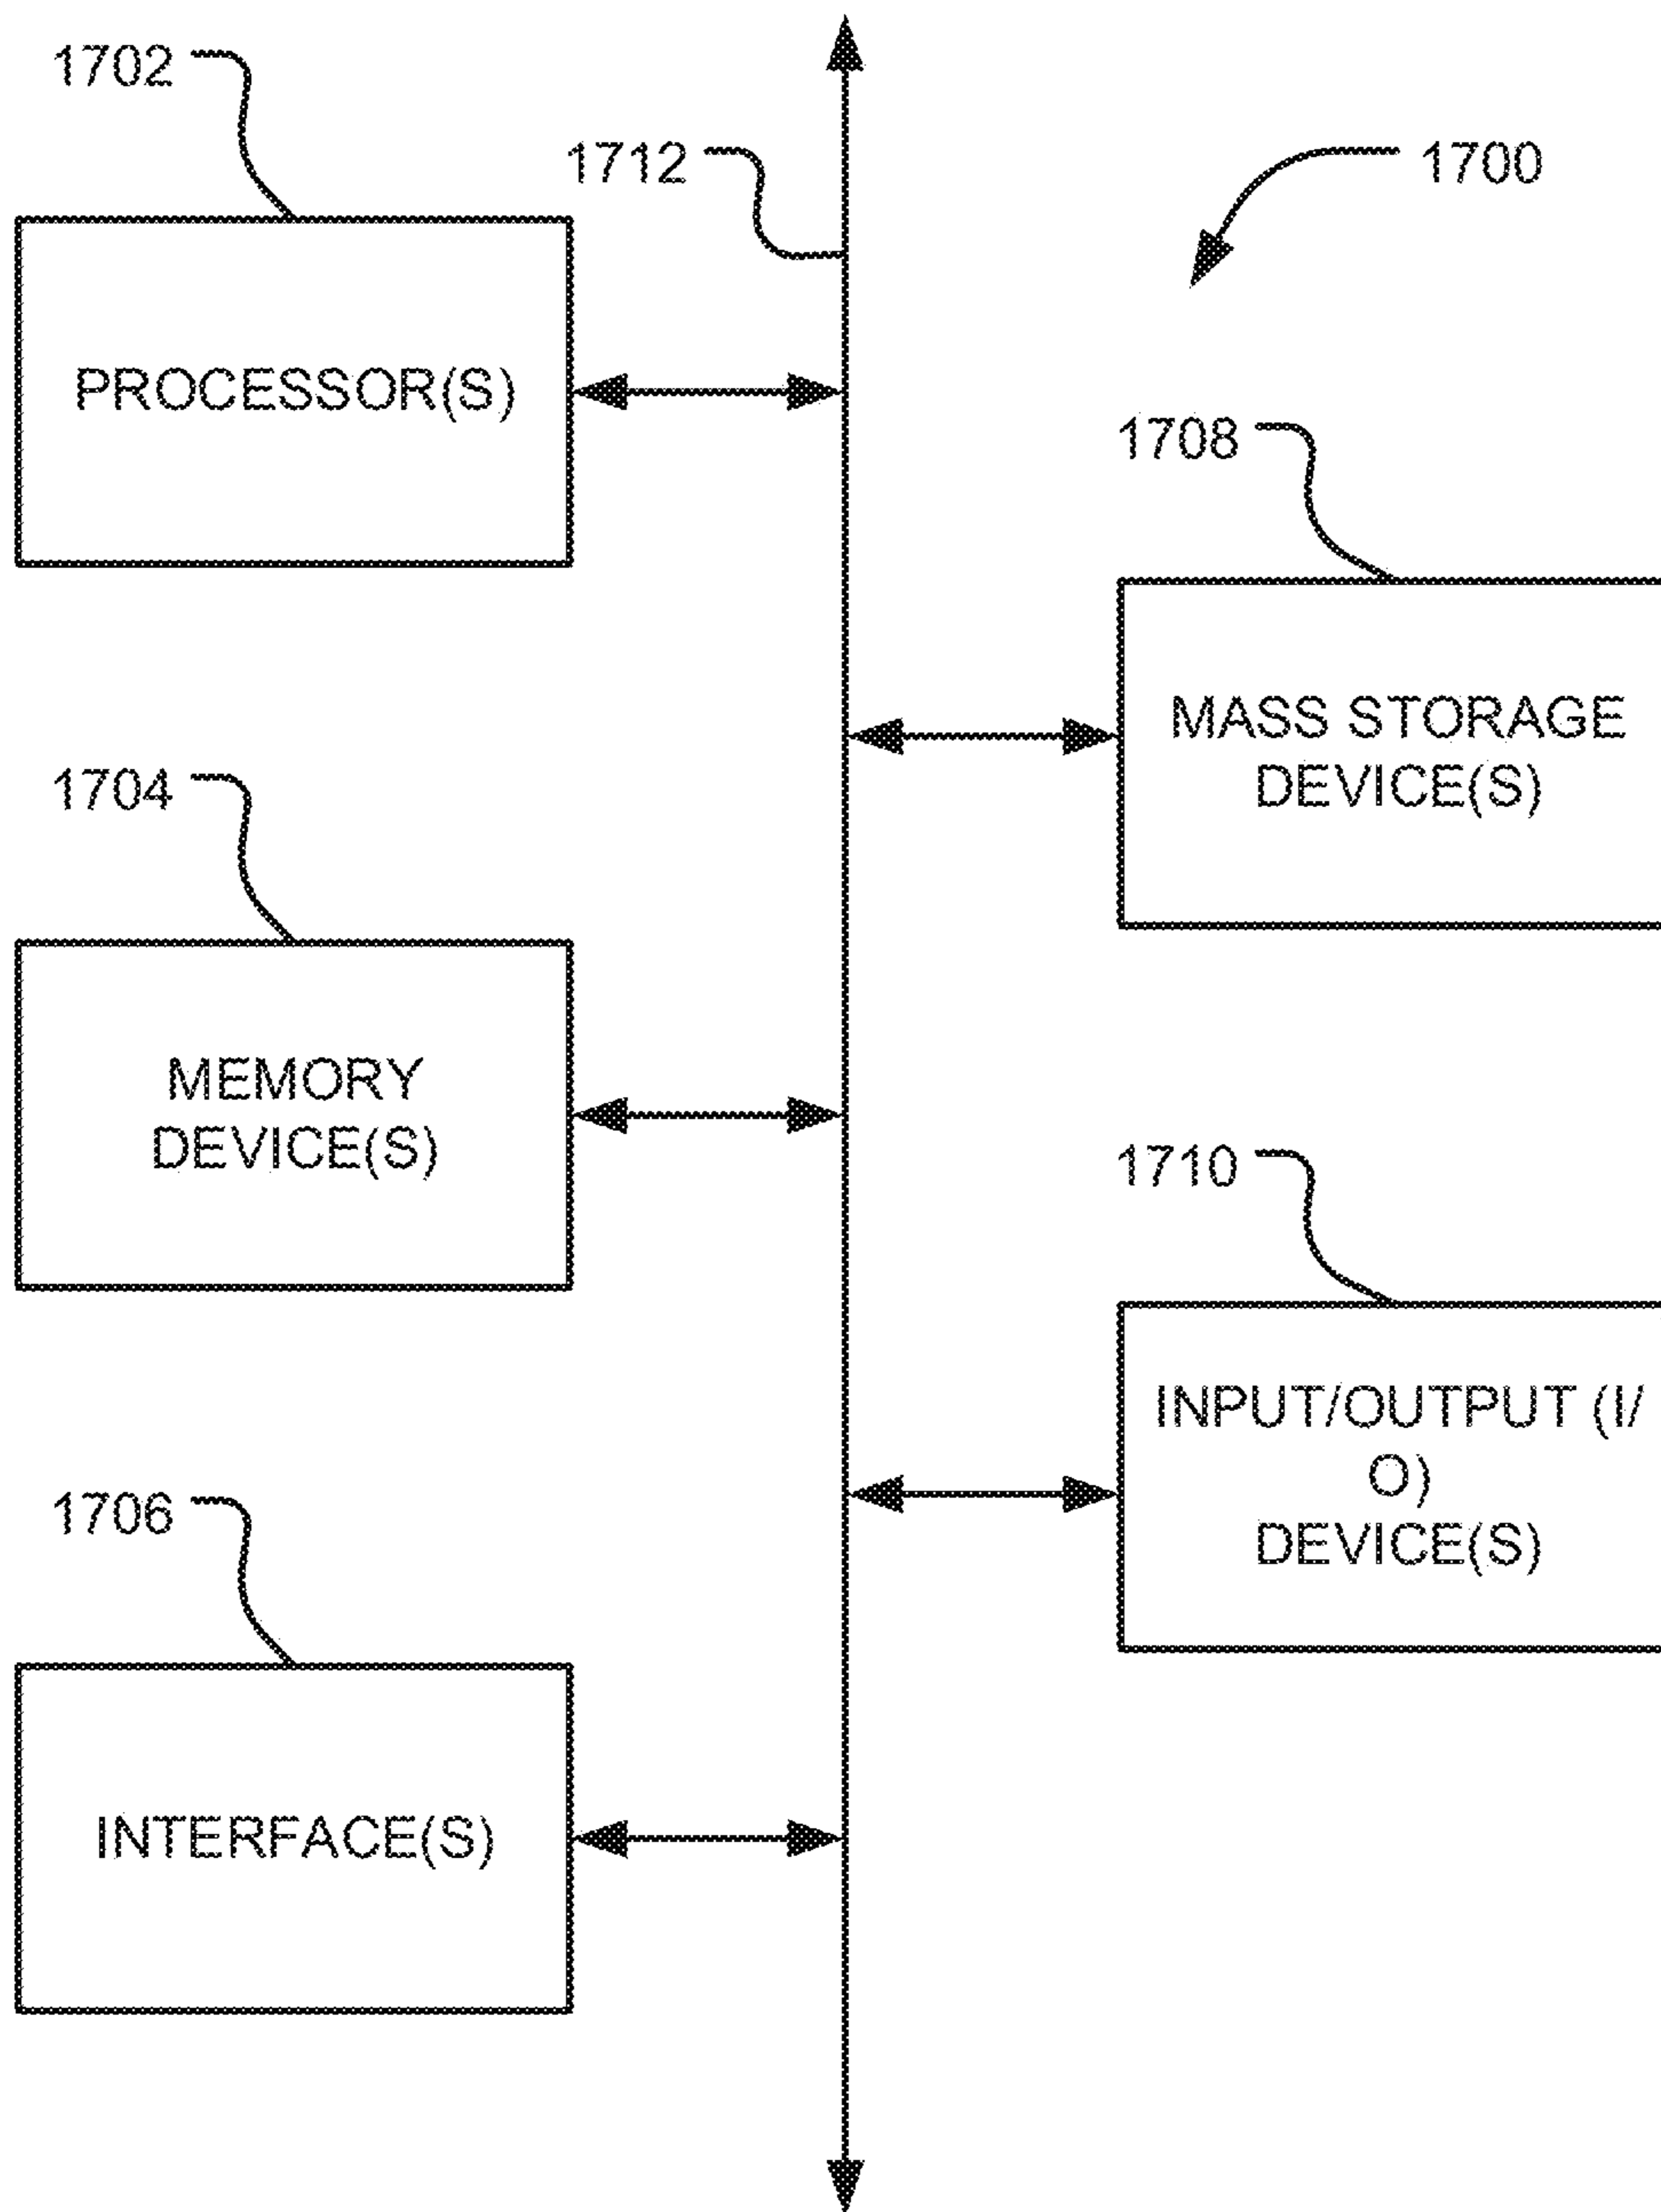 1702
1712
1700
PROCESSOR(S)
1708
MASS STORAGE
DEVICE(S)
1704
MEMORY
DEVICE(S)
1710
INPUT/OUTPUT (I/
O)
DEVICE(S)
1706
INTERFACE(S)